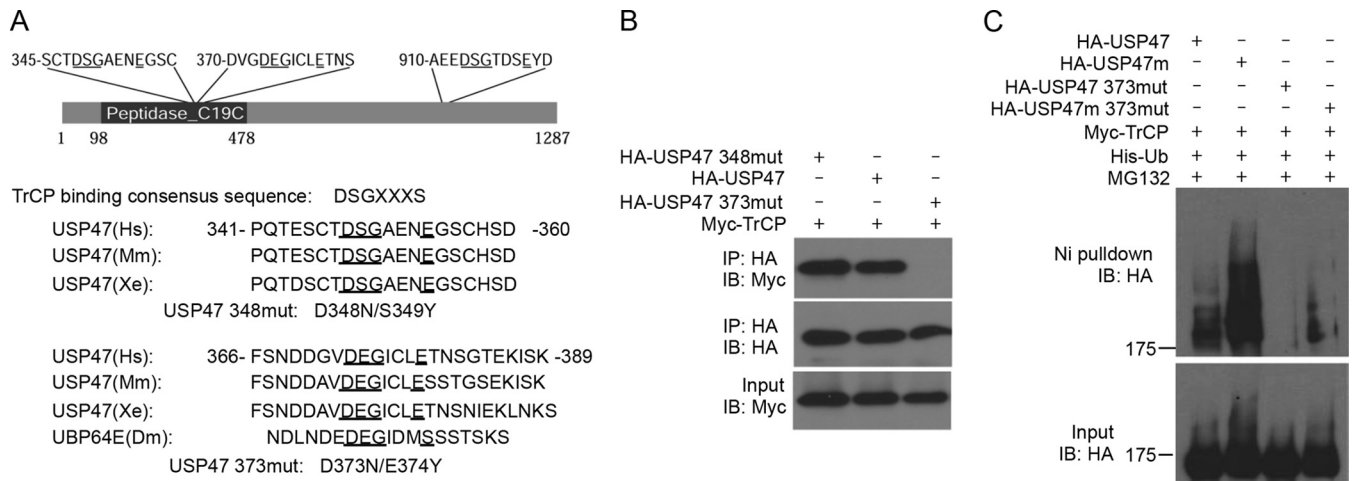 A
345-SCTDSGAENEGSC 370-DVGDEGICLETNS 910-AEEDSGTDSEYD
Peptidase_C19C
1 98 478 1287
TrCP binding consensus sequence: DSGXXXS
USP47(Hs): 341- PQTESCTDSGAENEGSCHSD -360
USP47(Mm): PQTESCTDSGAENEGSCHSD
USP47(Xe): PQTDSCTDSGAENEGSCHSD
USP47 348mut: D348N/S349Y
USP47(Hs): 366- FSNDDGVDEGICLETNSGTEKISK -389
USP47(Mm): FSNDDAVDEGICLESSTGSEKISK
USP47(Xe): FSNDDAVDEGICLETNSNIEKLNKS
UBP64E(Dm): NDLNDEDEGIDMSSSTSKS
USP47 373mut: D373N/E374Y
B
HA-USP47 348mut + − −
HA-USP47 − + −
HA-USP47 373mut − − +
Myc-TrCP + + +
IP: HA
IB: Myc
IP: HA
IB: HA
Input
IB: Myc
C
HA-USP47 + − − −
HA-USP47m − + − −
HA-USP47 373mut − − + −
HA-USP47m 373mut − − − +
Myc-TrCP + + + +
His-Ub + + + +
MG132 + + + +
Ni pulldown
IB: HA
175
Input
IB: HA
175